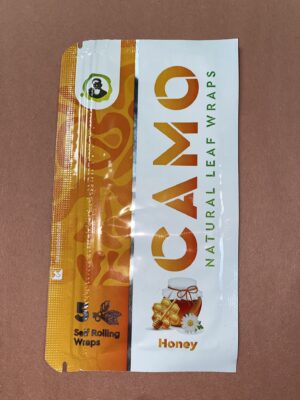 CAMO
NATURAL LEAF WRAPS
Honey
5
Self Rolling
Wraps